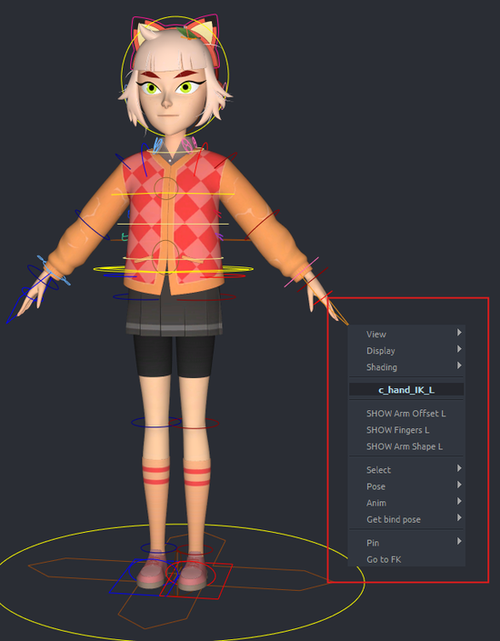 View
Display
Shading
c_hand_IK_L
SHOW Arm Offset L
SHOW Fingers L
SHOW Arm Shape L
Select
Pose
Anim
Get bind pose
Pin
Go to FK